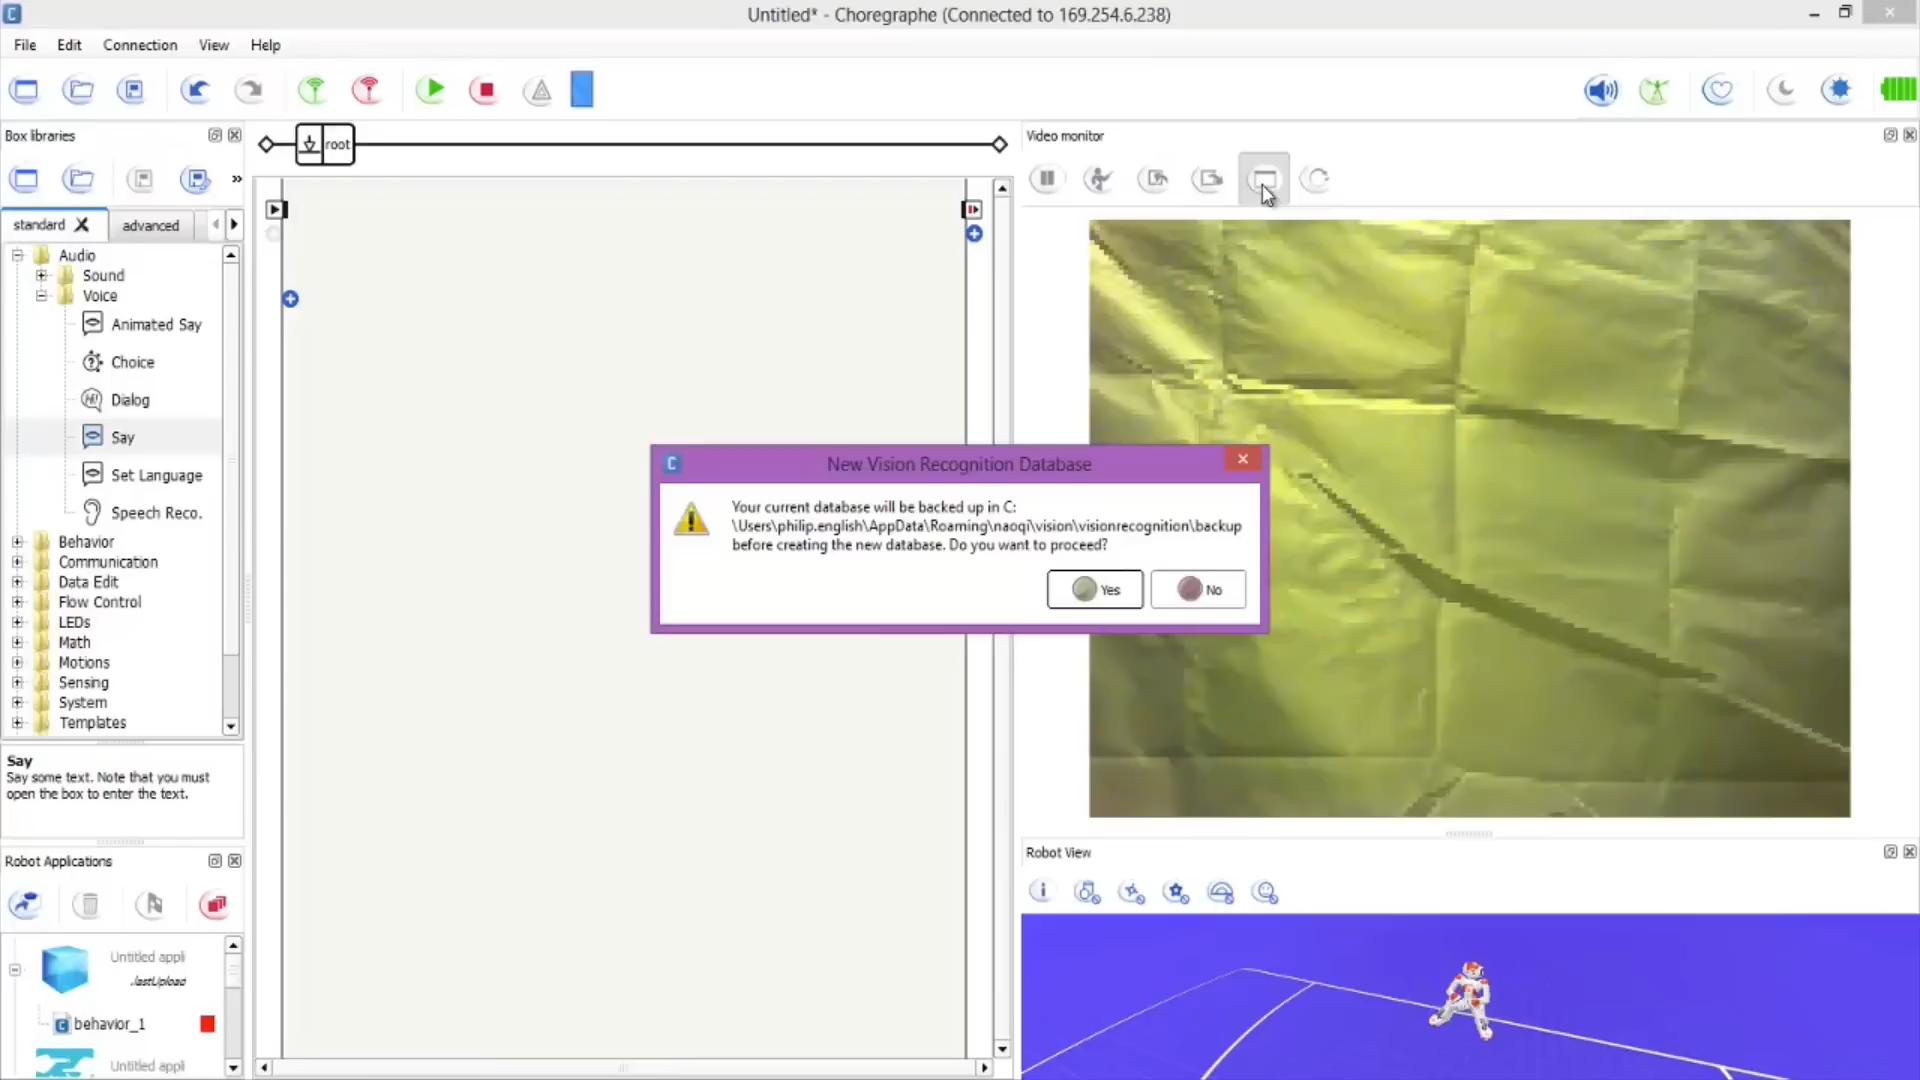 Untitled* - Choregraphe (Connected to 169.254.6.238)
File Edit Connection View Help
Box libraries
root
Video monitor
»
standard X advanced
Audio
Sound
Voice
Animated Say
Choice
Dialog
Say
Set Language
Speech Reco.
Behavior
Communication
Data Edit
Flow Control
LEDs
Math
Motions
Sensing
System
Templates
New Vision Recognition Database
Your current database will be backed up in C:
\Users\philip.english\AppData\Roaming\naoqi\vision\visionrecognition\backup
before creating the new database. Do you want to proceed?
Yes No
Say
Say some text. Note that you must
open the box to enter the text.
Robot Applications
Untitled appli
.lastUpload
behavior_1
Untitled appli
Robot View